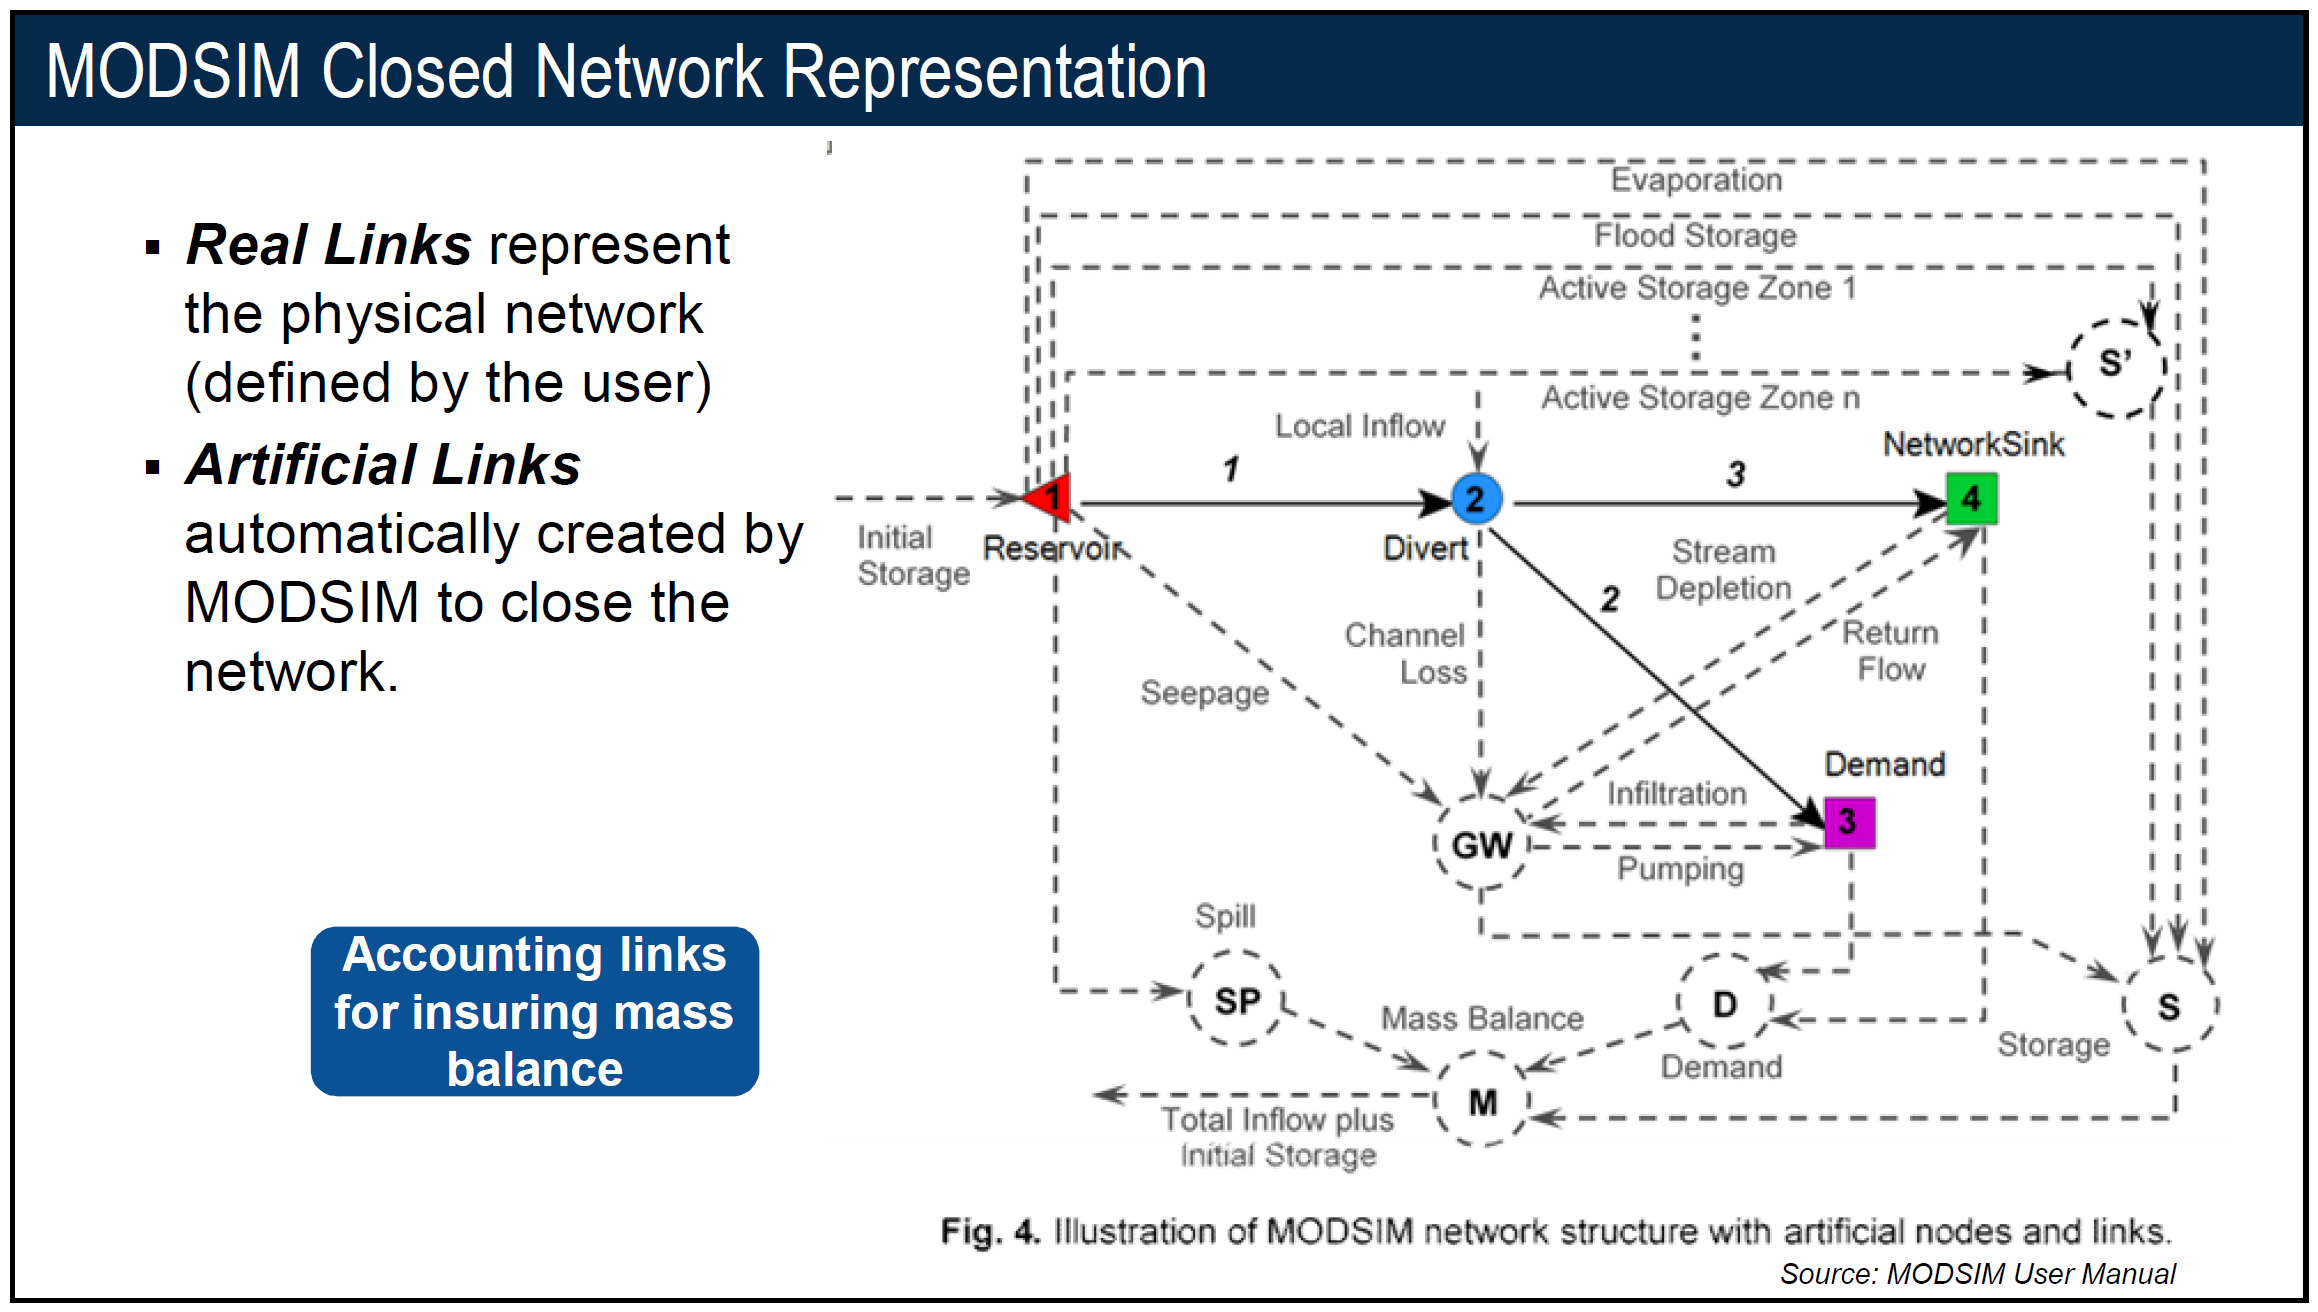 MODSIM Closed Network Representation
▪ Real Links represent
the physical network
(defined by the user)
▪ Artificial Links
automatically created by
MODSIM to close the
network.
Accounting links
for insuring mass
balance
Evaporation
Flood Storage
Active Storage Zone 1
S'
Active Storage Zone n
Local Inflow
NetworkSink
1
3
1
2
4
Initial
Storage
Reservoir
Divert
Stream
Depletion
2
Channel
Loss
Return
Flow
Seepage
Demand
Infiltration
3
GW
Pumping
Spill
SP
D
S
Mass Balance
Storage
Demand
M
Total Inflow plus
Initial Storage
Fig. 4. Illustration of MODSIM network structure with artificial nodes and links.
Source: MODSIM User Manual